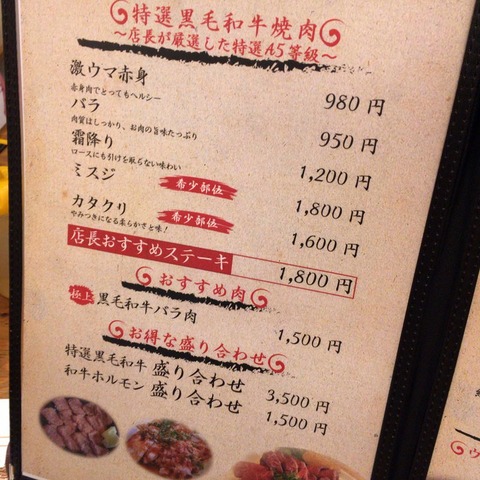 特選黒毛和牛焼肉
～店長が厳選した特選A5等級～
激ウマ赤身 980円
赤身肉でとってもヘルシー
バラ 950円
肉質はしっかり、お肉の旨味たっぷり
霜降り 1,200円
ロースにも引けを取らない味わい
ミスジ 希少部位 1,800円
カタクリ 希少部位 1,600円
やみつきになる柔らかさと味！
店長おすすめステーキ 1,800円
おすすめ肉
極上 黒毛和牛バラ肉 1,500円
お得な盛り合わせ
特選黒毛和牛 盛り合わせ 3,500円
和牛ホルモン 盛り合わせ 1,500円